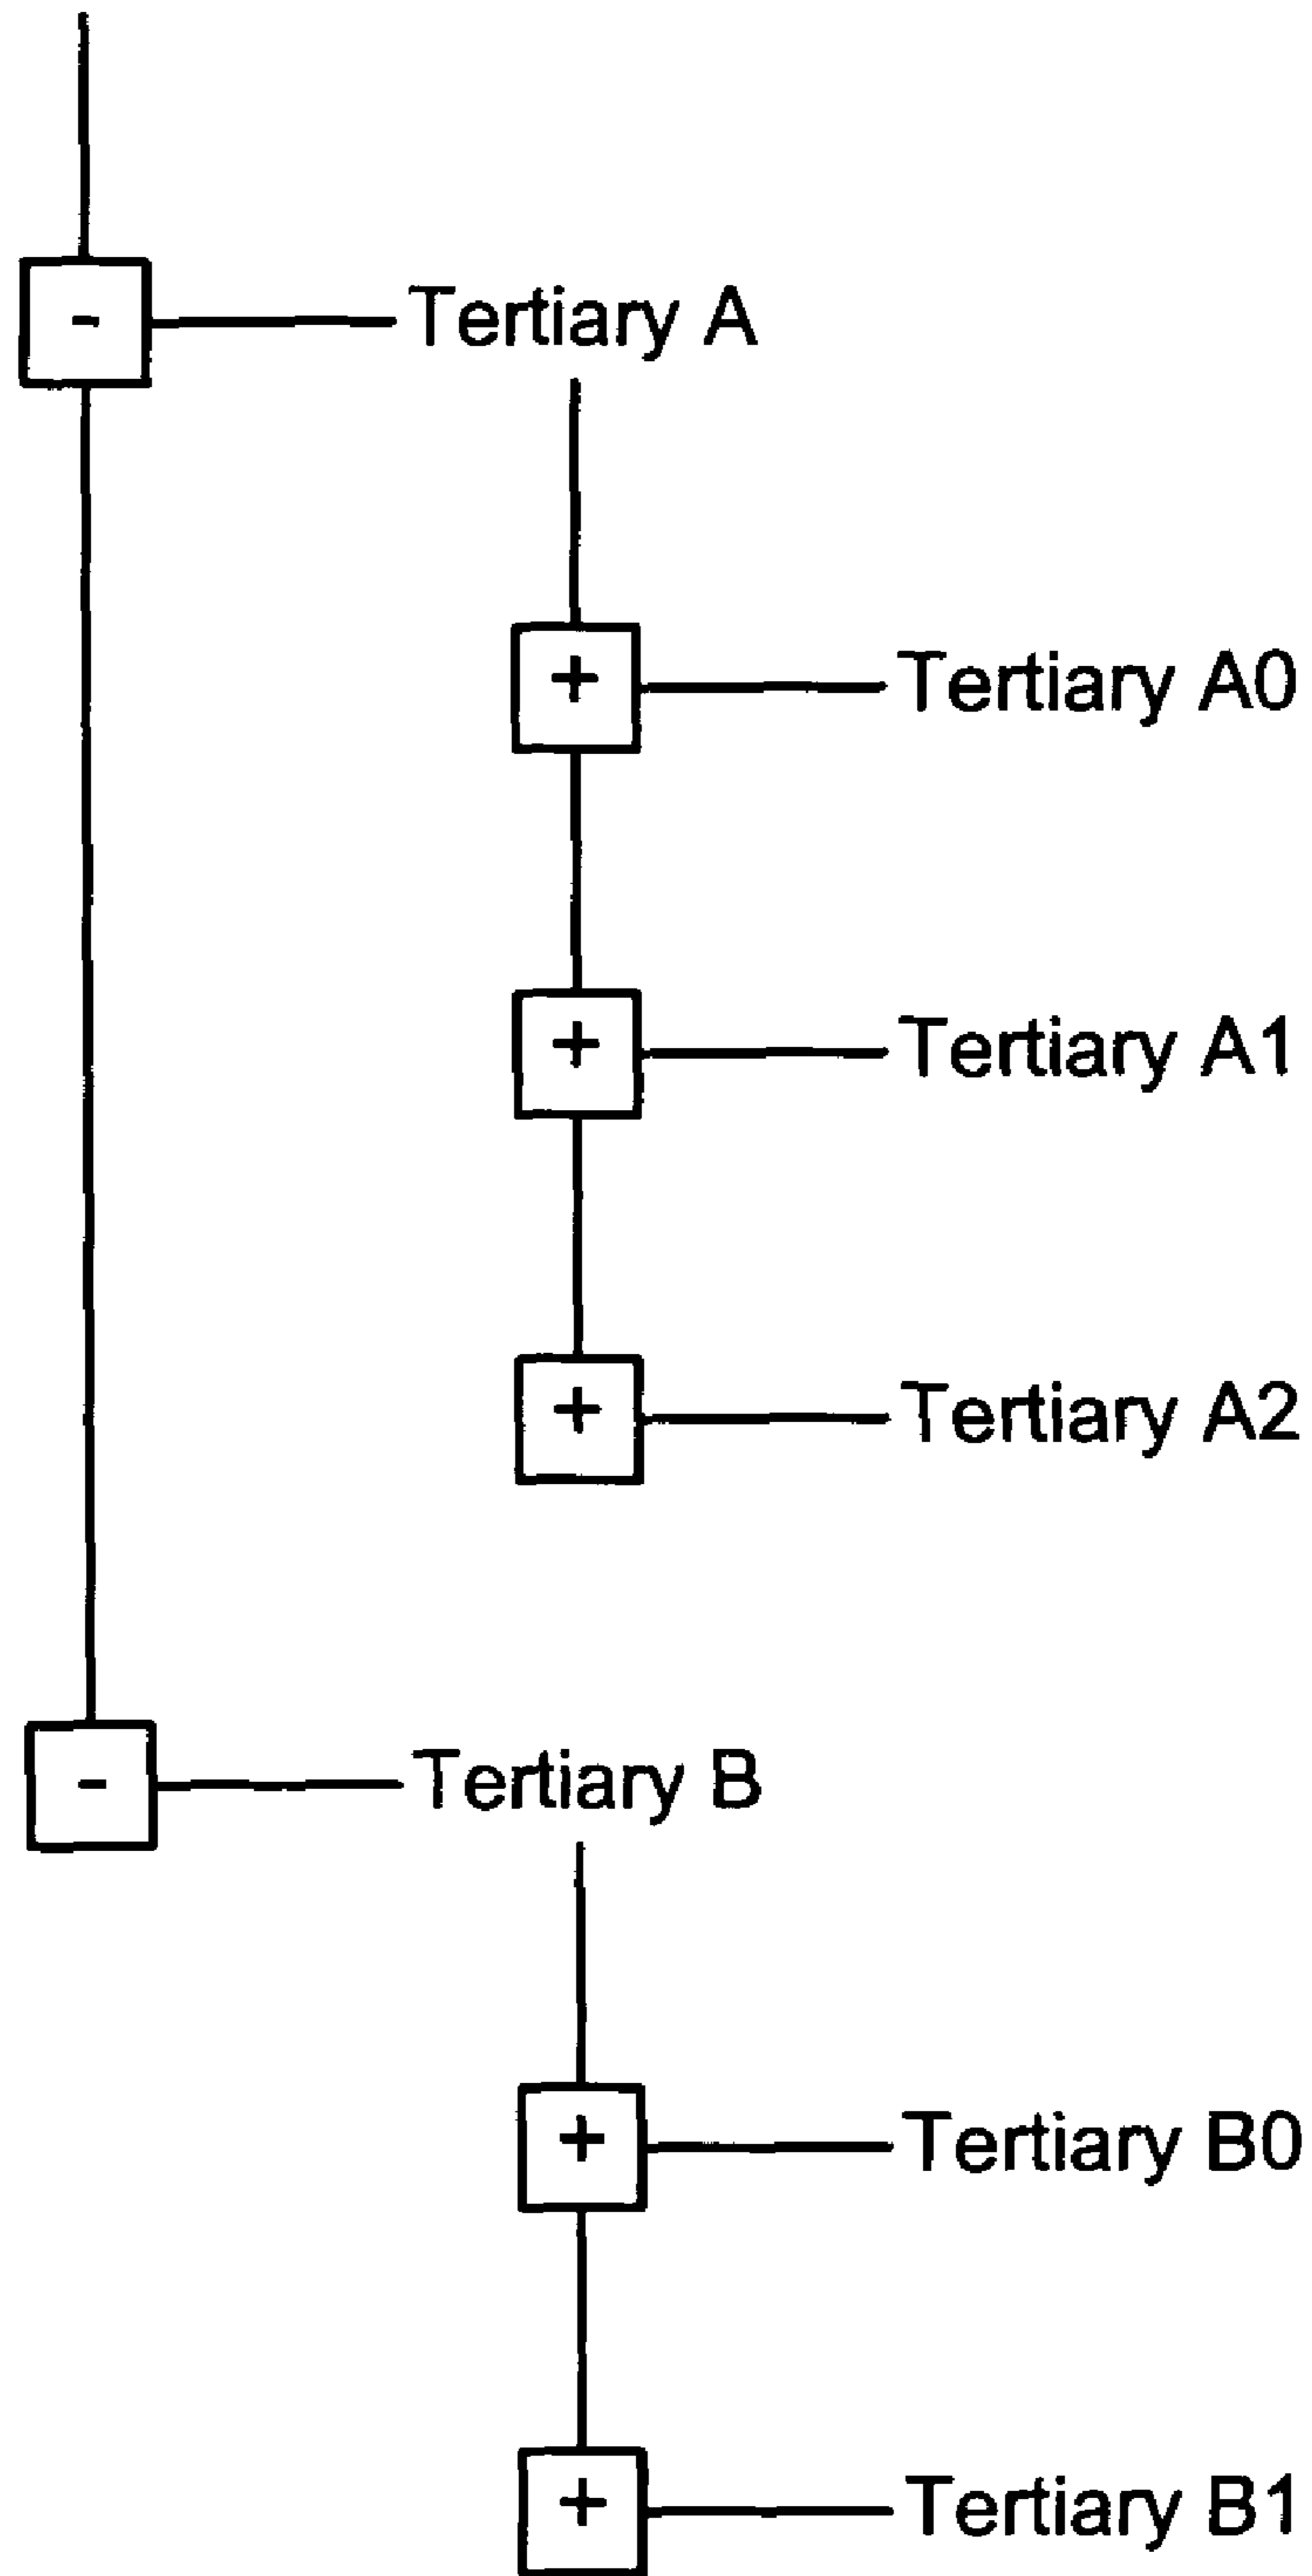 - Tertiary A
+ Tertiary A0
+ Tertiary A1
+ Tertiary A2
- Tertiary B
+ Tertiary B0
+ Tertiary B1